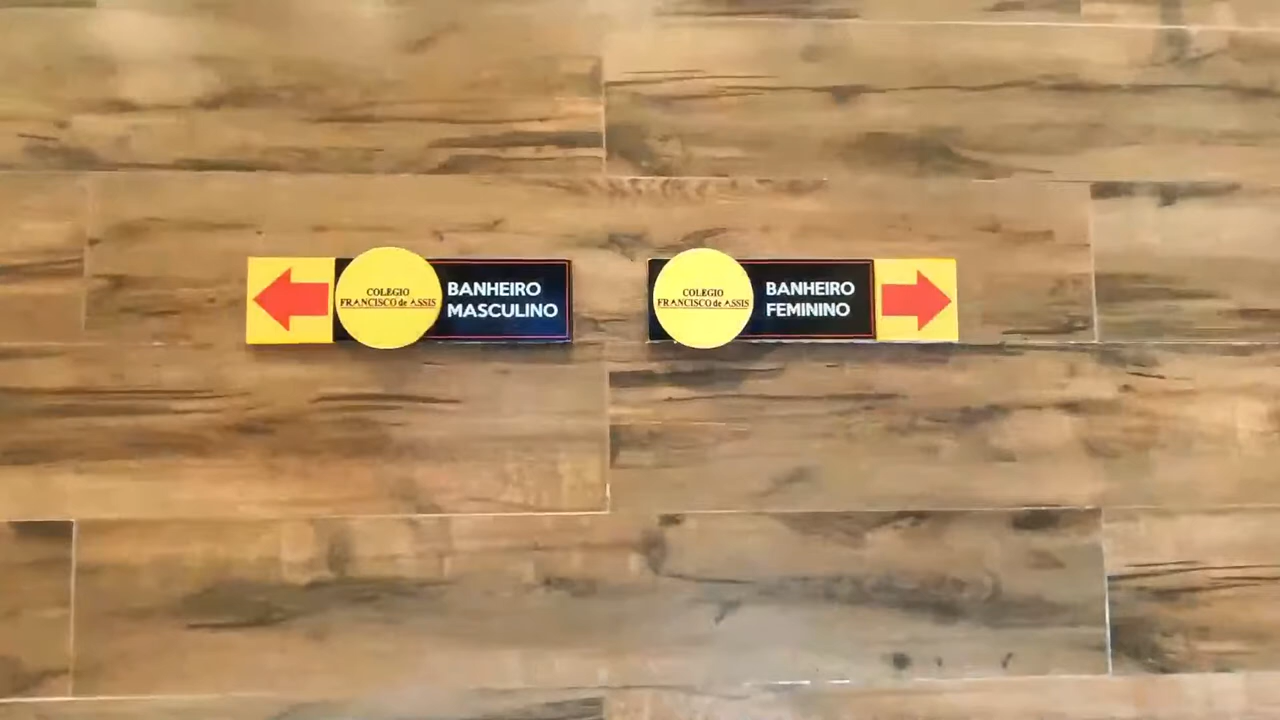 COLEGIO
FRANCISCO de ASSIS
BANHEIRO
MASCULINO
COLEGIO
FRANCISCO de ASSIS
BANHEIRO
FEMININO